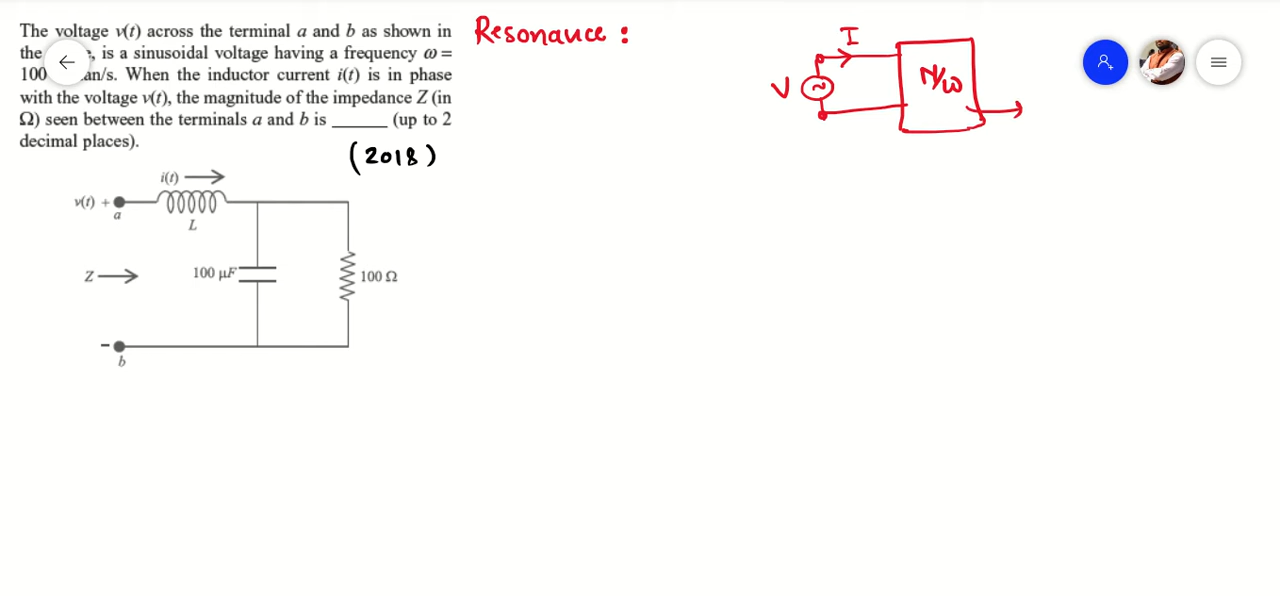 The voltage v(t) across the terminal a and b as shown in
the , is a sinusoidal voltage having a frequency ω =
100 an/s. When the inductor current i(t) is in phase
with the voltage v(t), the magnitude of the impedance Z (in
Ω) seen between the terminals a and b is ______ (up to 2
decimal places).
(2018)
Resonance :
I
V
~
N/W
i(t)
v(t) +
a
L
Z
100 μF
100 Ω
-
b